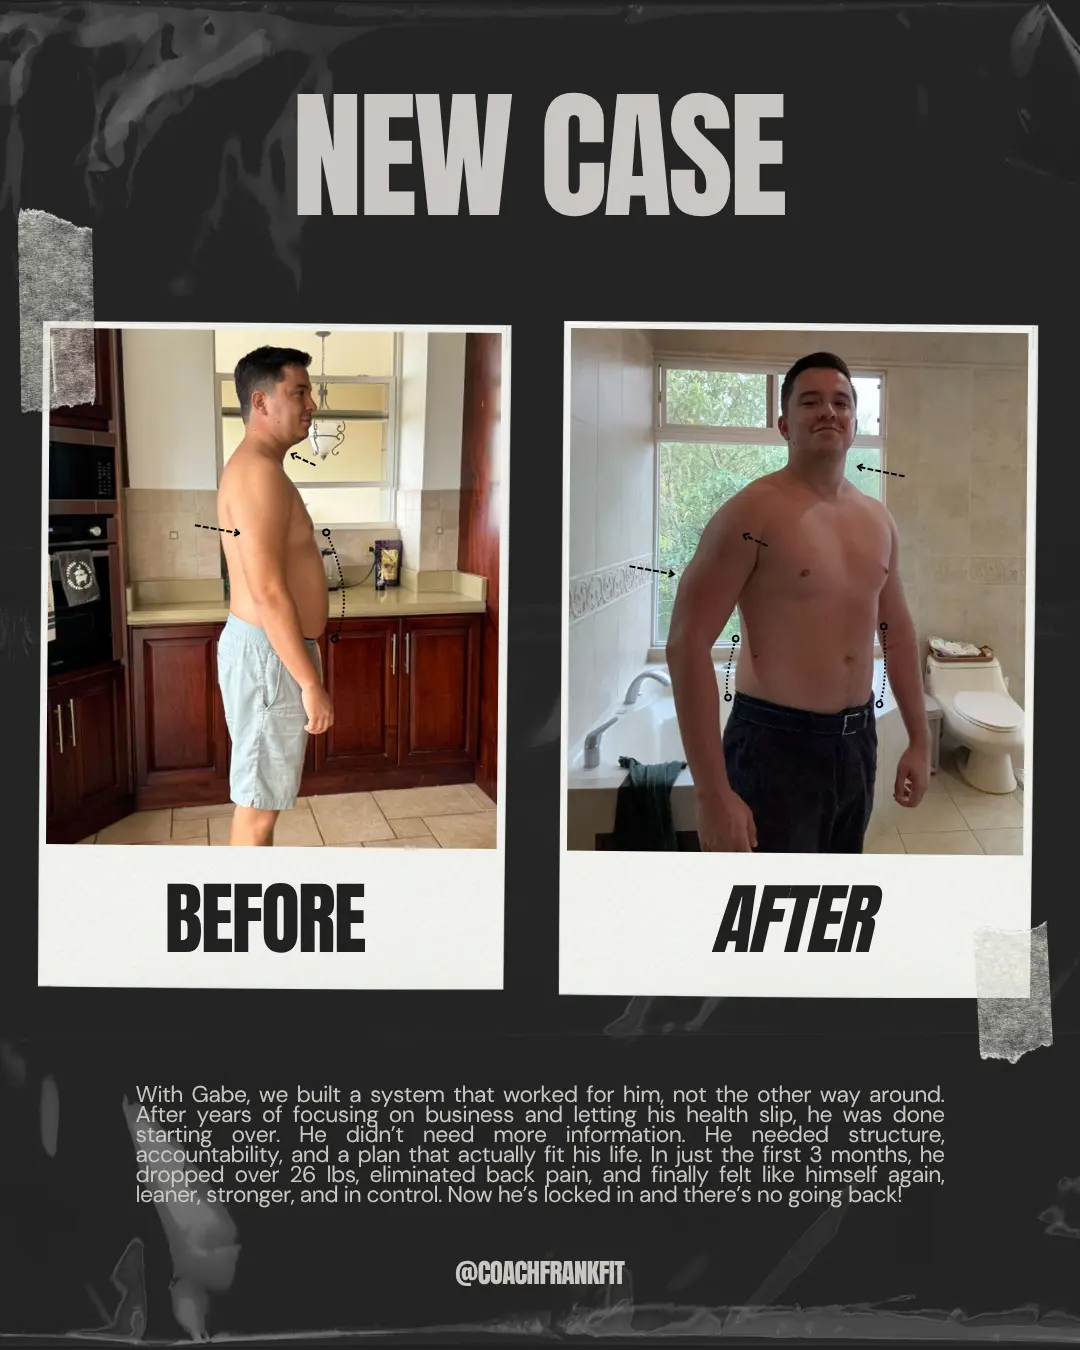 NEW CASE
BEFORE
AFTER
With Gabe, we built a system that worked for him, not the other way around.
After years of focusing on business and letting his health slip, he was done
starting over. He didn't need more information. He needed structure,
accountability, and a plan that actually fit his life. In just the first 3 months, he
dropped over 26 lbs, eliminated back pain, and finally felt like himself again,
leaner, stronger, and in control. Now he's locked in and there's no going back!
@COACHFRANKFIT